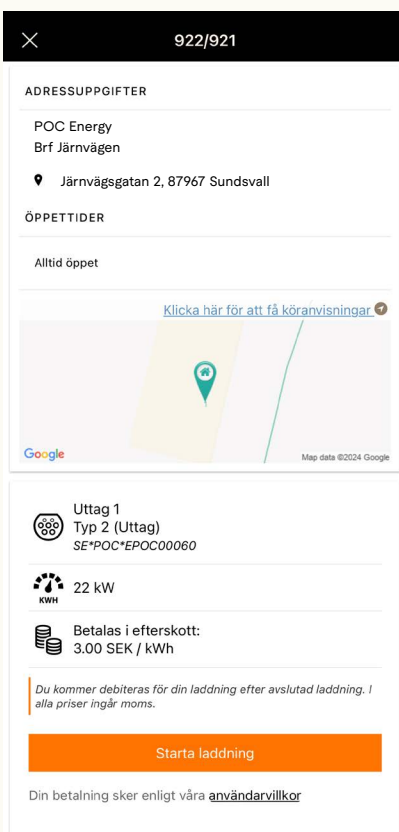 922/921
ADRESSUPPGIFTER
POC Energy
Brf Järnvägen
Järnvägsgatan 2, 87967 Sundsvall
ÖPPETTIDER
Alltid öppet
Klicka här för att få köranvisningar
Google
Map data ©2024 Google
Uttag 1
Typ 2 (Uttag)
SE*POC*EPOC00060
KWH
22 kW
Betalas i efterskott:
3.00 SEK / kWh
Du kommer debiteras för din laddning efter avslutad laddning. I
alla priser ingår moms.
Starta laddning
Din betalning sker enligt våra användarvillkor